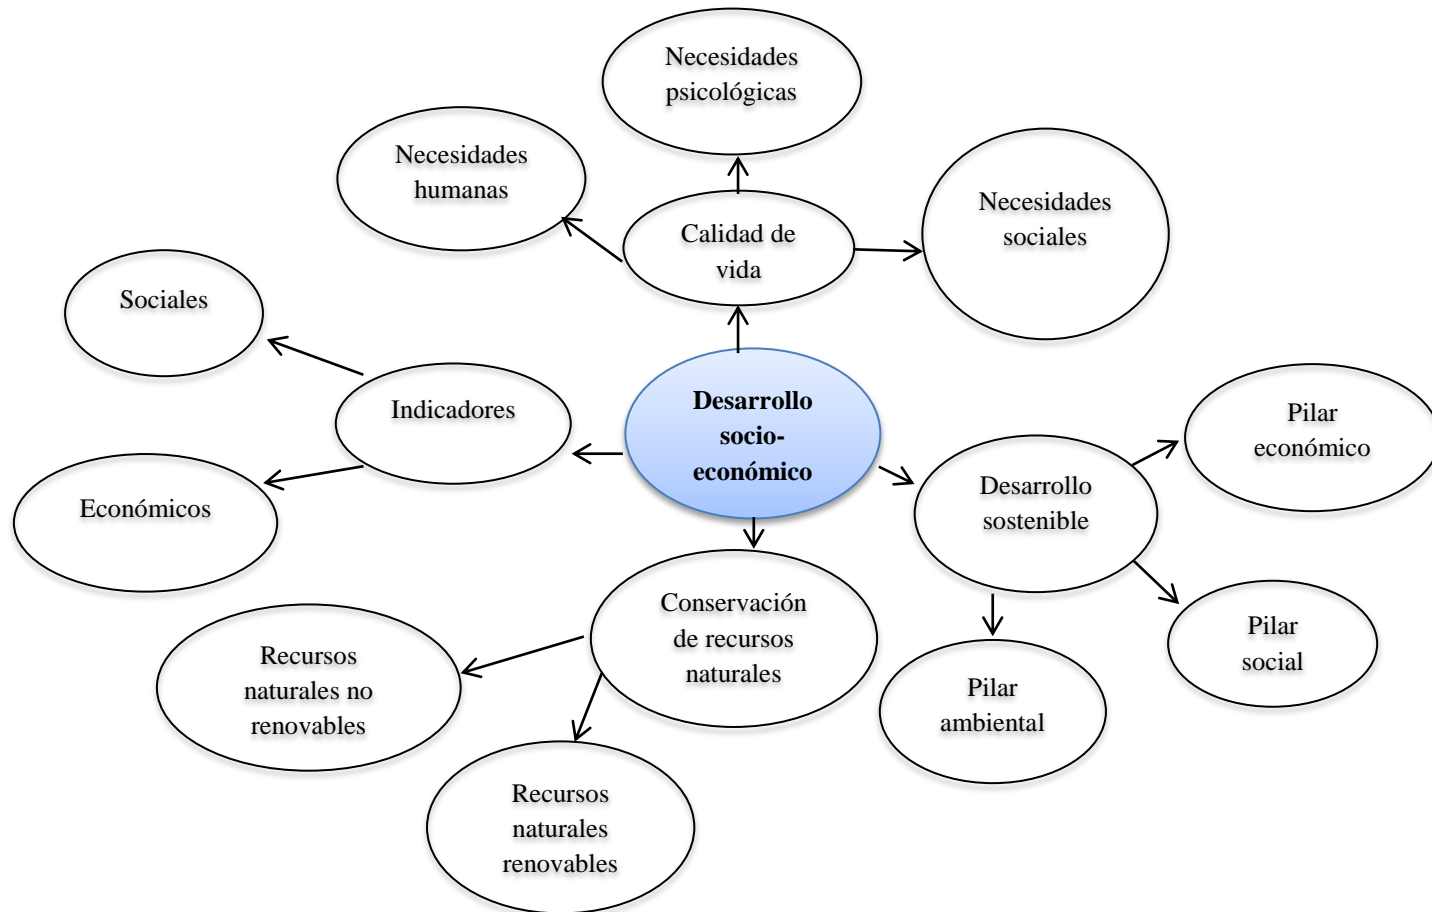 Necesidades
psicológicas
Necesidades
humanas
Necesidades
sociales
Calidad de
vida
Sociales
Indicadores
Económicos
Desarrollo
socio-
económico
Pilar
económico
Desarrollo
sostenible
Pilar
social
Pilar
ambiental
Conservación
de recursos
naturales
Recursos
naturales no
renovables
Recursos
naturales
renovables